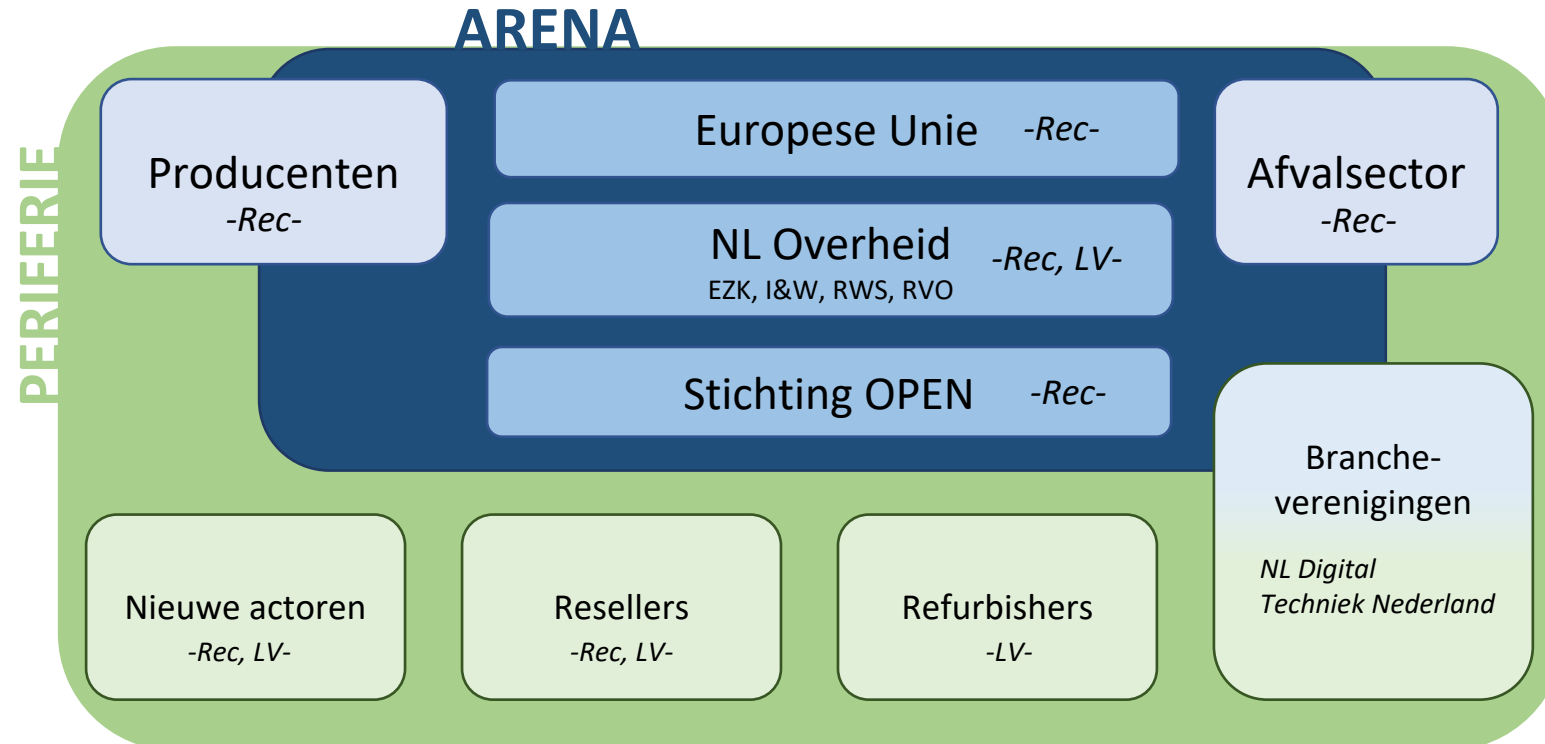 ARENA
PERIFERIE
Producenten
-Rec-
Europese Unie -Rec-
Afvalsector
-Rec-
NL Overheid -Rec, LV-
EZK, I&W, RWS, RVO
Stichting OPEN -Rec-
Branche-
verenigingen
NL Digital
Techniek Nederland
Nieuwe actoren
-Rec, LV-
Resellers
-Rec, LV-
Refurbishers
-LV-